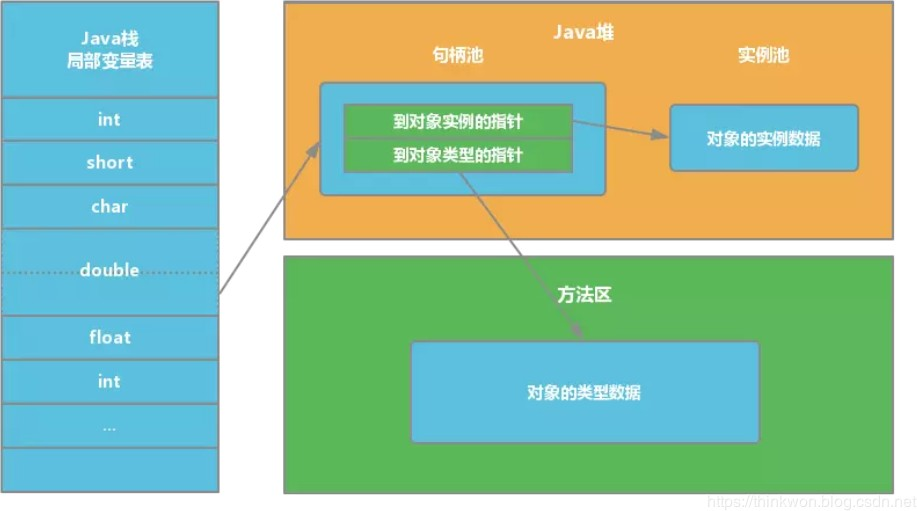 Java栈
局部变量表
int
short
char
double
float
int
...
Java堆
句柄池
实例池
到对象实例的指针
到对象类型的指针
对象的实例数据
方法区
对象的类型数据
https://thinkwon.blog.csdn.net